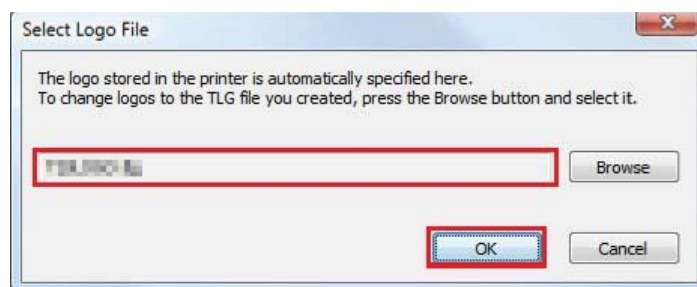 Select Logo File
The logo stored in the printer is automatically specified here.
To change logos to the TLG file you created, press the Browse button and select it.
Browse
OK
Cancel